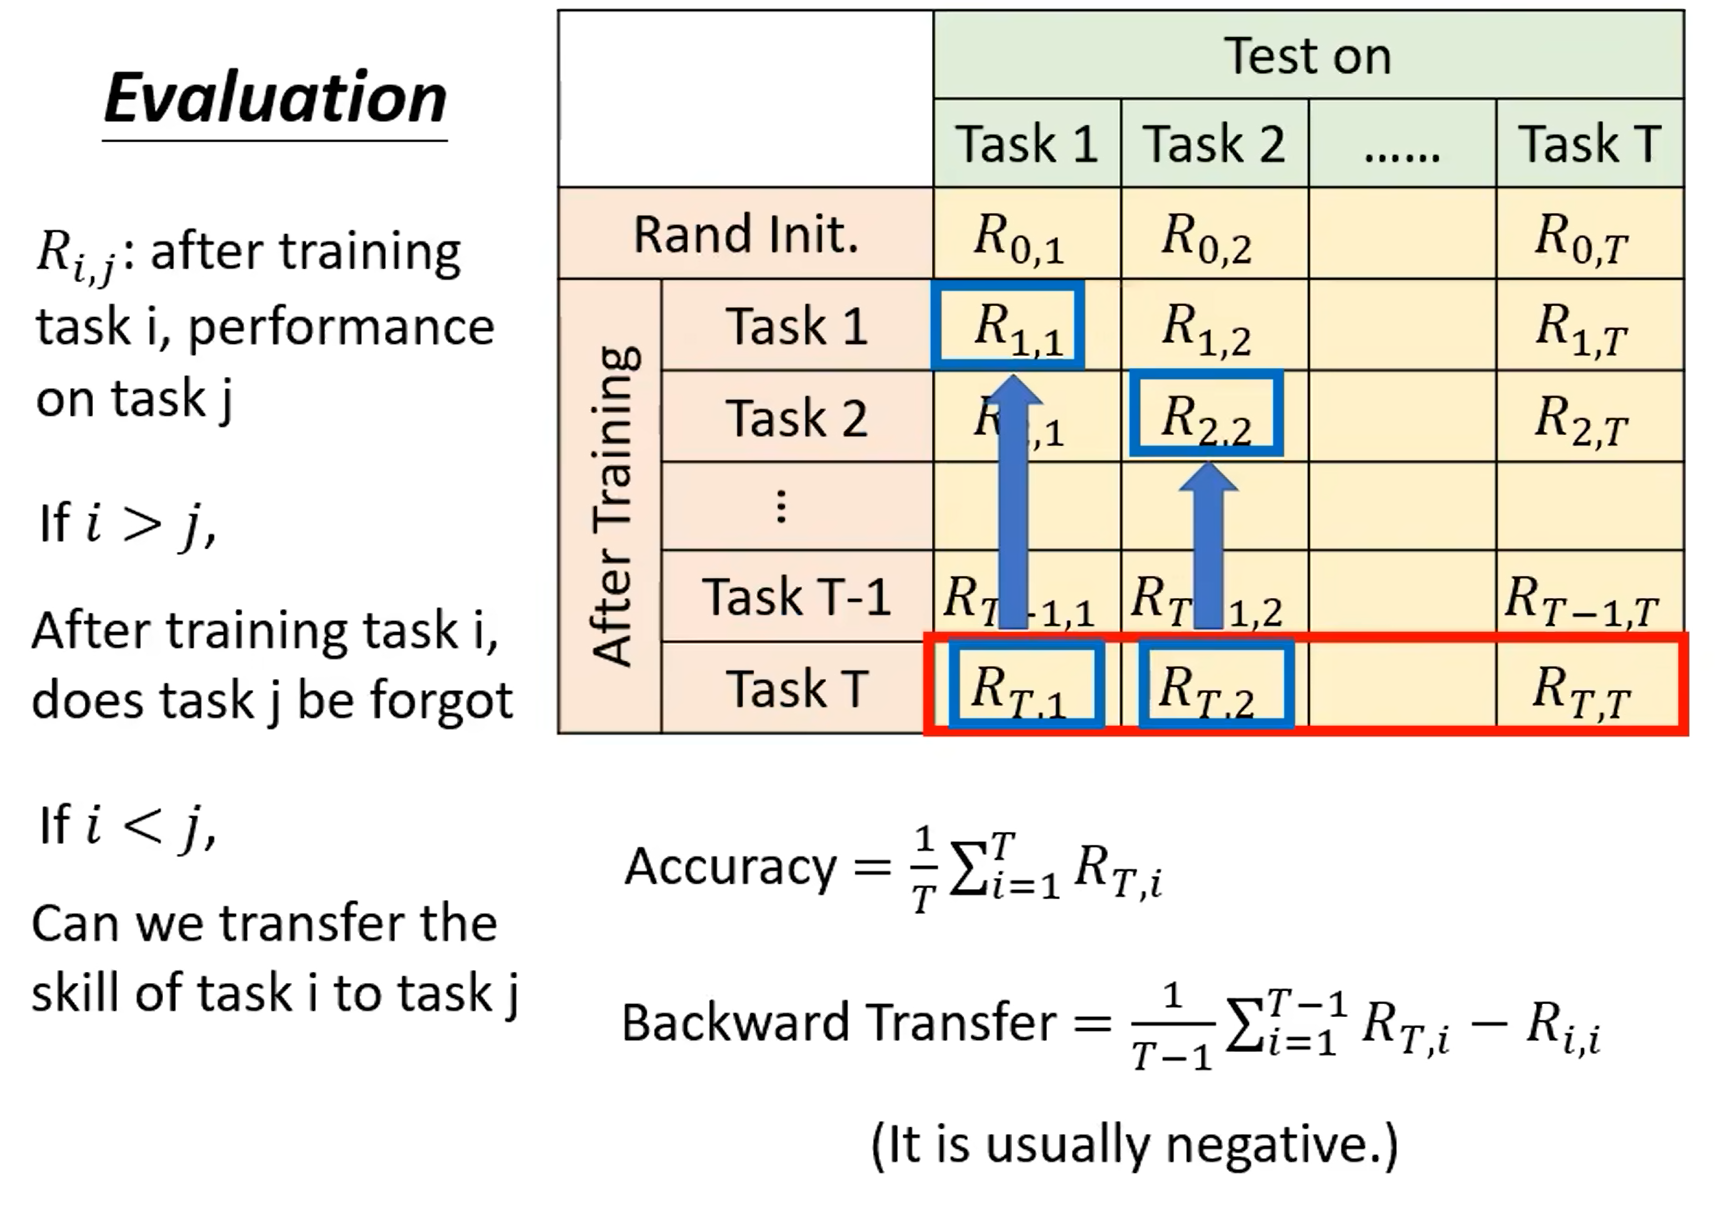 Evaluation
R_{i,j}: after training
task i, performance
on task j
If i > j,
After training task i,
does task j be forgot
If i < j,
Can we transfer the
skill of task i to task j
Test on
Task 1 Task 2 …… Task T
Rand Init. R_{0,1} R_{0,2} R_{0,T}
After Training
Task 1 R_{1,1} R_{1,2} R_{1,T}
Task 2 R ,1 R_{2,2} R_{2,T}
⋮
Task T-1 R_{T-1,1} R_{T 1,2} R_{T−1,T}
Task T R_{T,1} R_{T,2} R_{T,T}
Accuracy = \frac{1}{T} \sum_{i=1}^{T} R_{T,i}
Backward Transfer = \frac{1}{T−1} \sum_{i=1}^{T−1} R_{T,i} − R_{i,i}
(It is usually negative.)